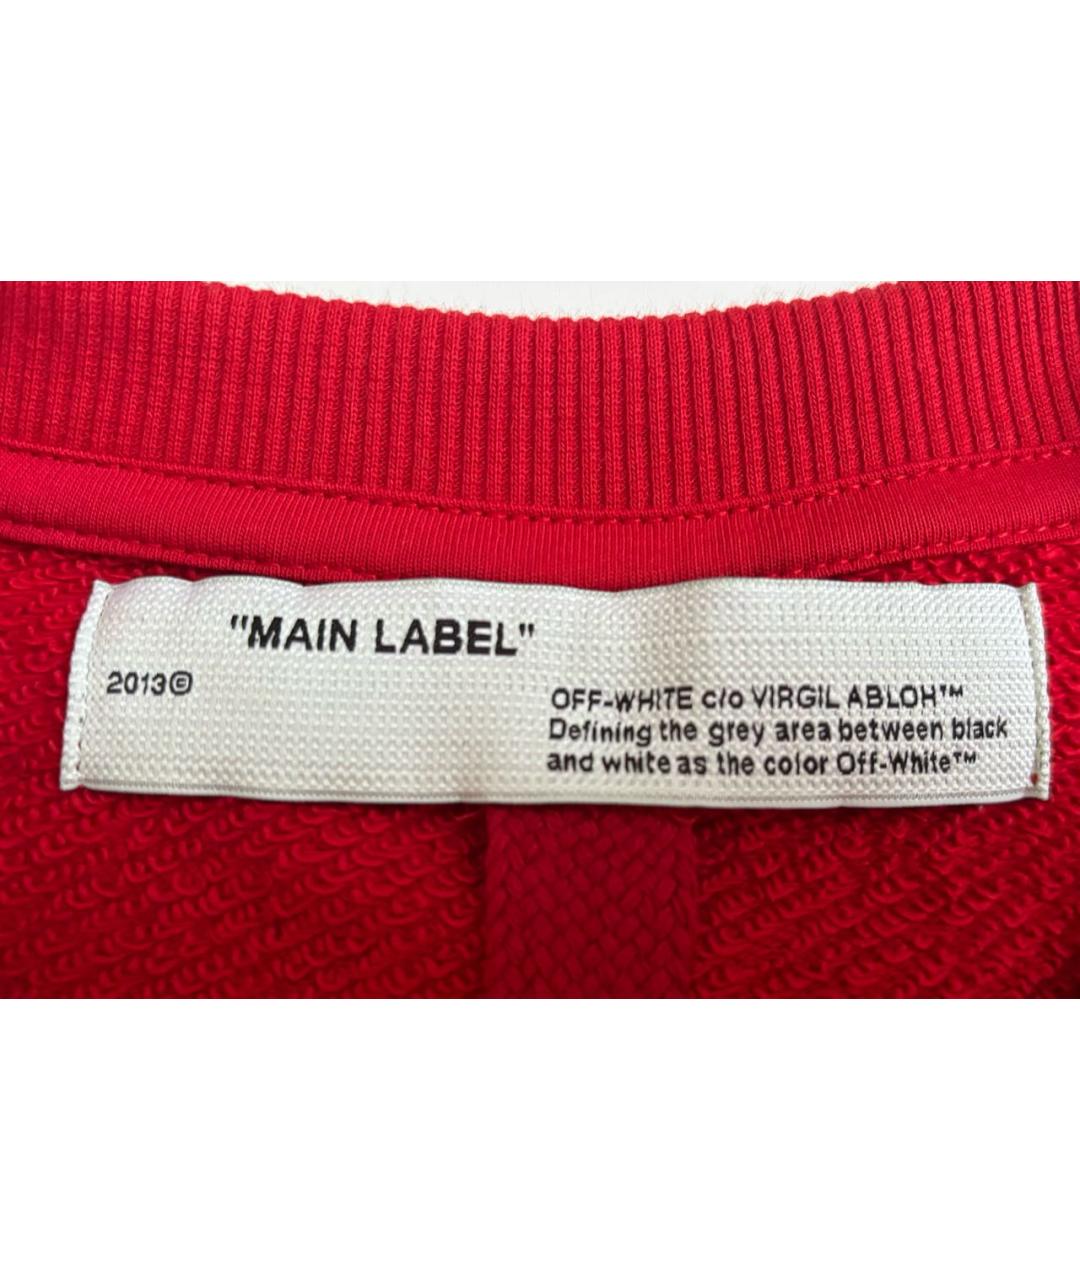 "MAIN LABEL"
2013©
OFF-WHITE c/o VIRGIL ABLOH™
Defining the grey area between black
and white as the color Off-White™